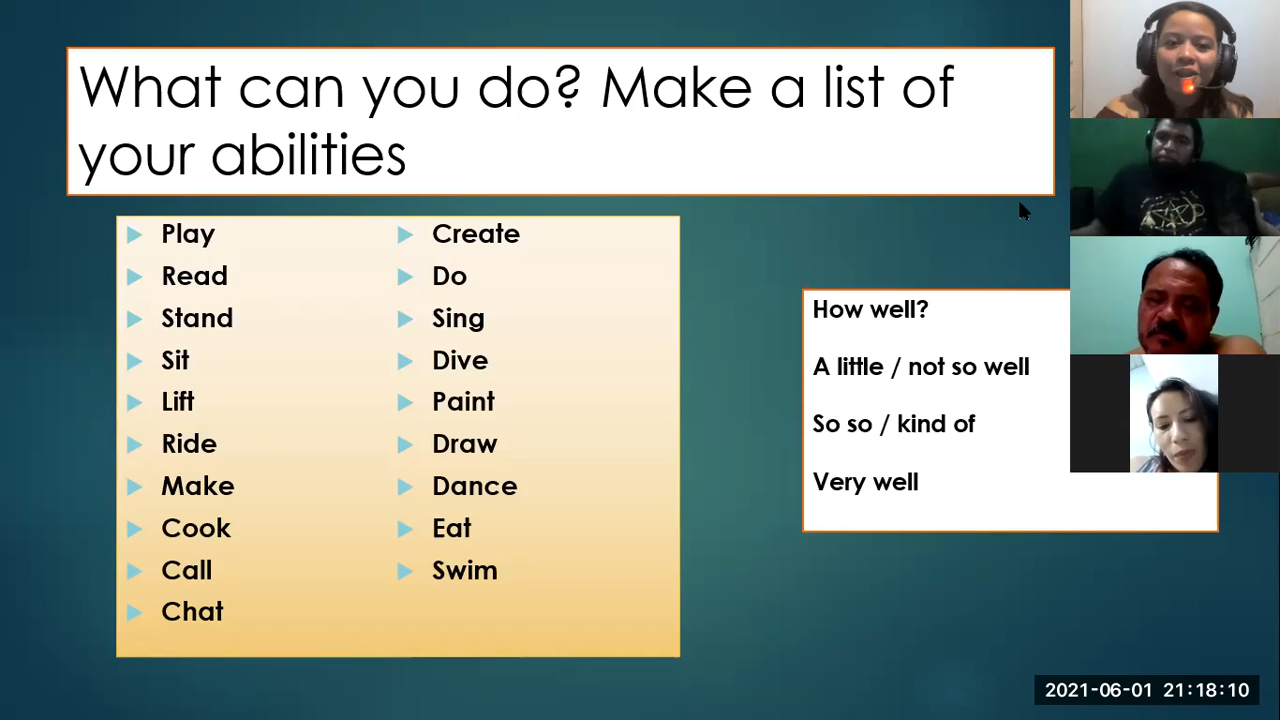 What can you do? Make a list of
your abilities
Play
Read
Stand
Sit
Lift
Ride
Make
Cook
Call
Chat
Create
Do
Sing
Dive
Paint
Draw
Dance
Eat
Swim
How well?
A little / not so well
So so / kind of
Very well
2021-06-01 21:18:10